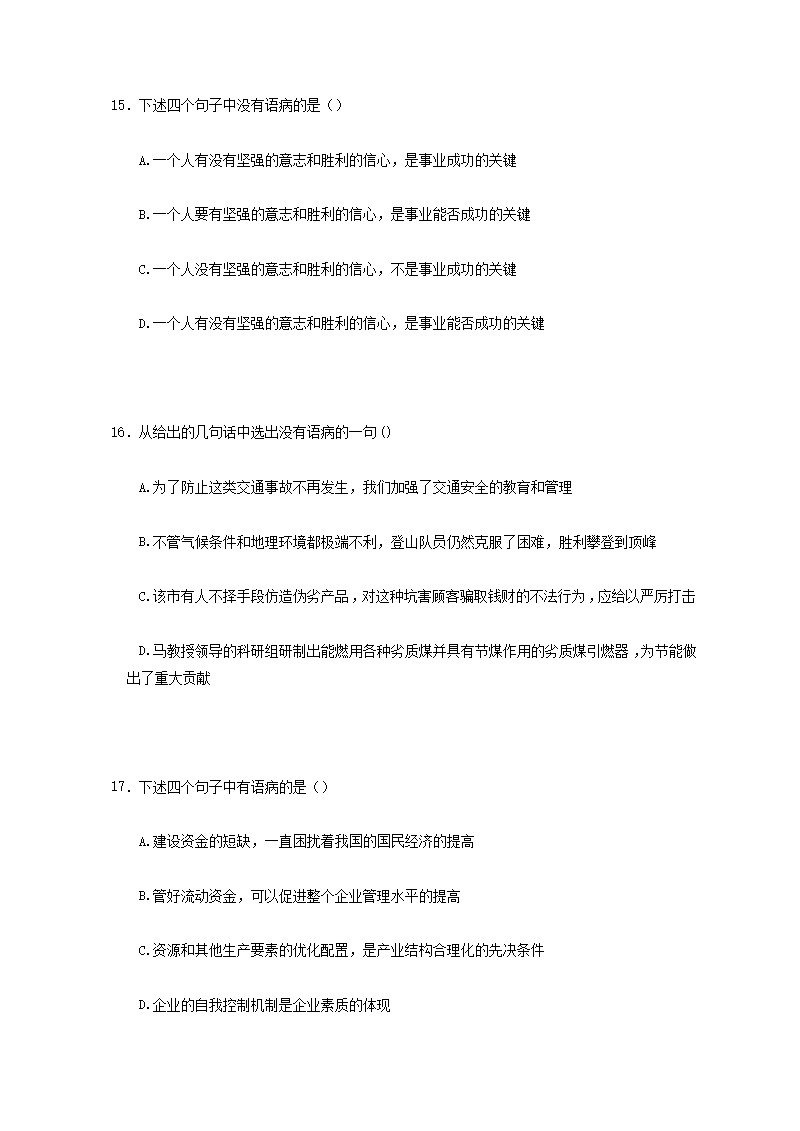 15．下述四个句子中没有语病的是（）
A.一个人有没有坚强的意志和胜利的信心，是事业成功的关键
B.一个人要有坚强的意志和胜利的信心，是事业能否成功的关键
C.一个人没有坚强的意志和胜利的信心，不是事业成功的关键
D.一个人有没有坚强的意志和胜利的信心，是事业能否成功的关键
16．从给出的几句话中选出没有语病的一句()
A.为了防止这类交通事故不再发生，我们加强了交通安全的教育和管理
B.不管气候条件和地理环境都极端不利，登山队员仍然克服了困难，胜利攀登到顶峰
C.该市有人不择手段仿造伪劣产品，对这种坑害顾客骗取钱财的不法行为，应给以严厉打击
D.马教授领导的科研组研制出能燃用各种劣质煤并具有节煤作用的劣质煤引燃器，为节能做
出了重大贡献
17．下述四个句子中有语病的是（）
A.建设资金的短缺，一直困扰着我国的国民经济的提高
B.管好流动资金，可以促进整个企业管理水平的提高
C.资源和其他生产要素的优化配置，是产业结构合理化的先决条件
D.企业的自我控制机制是企业素质的体现